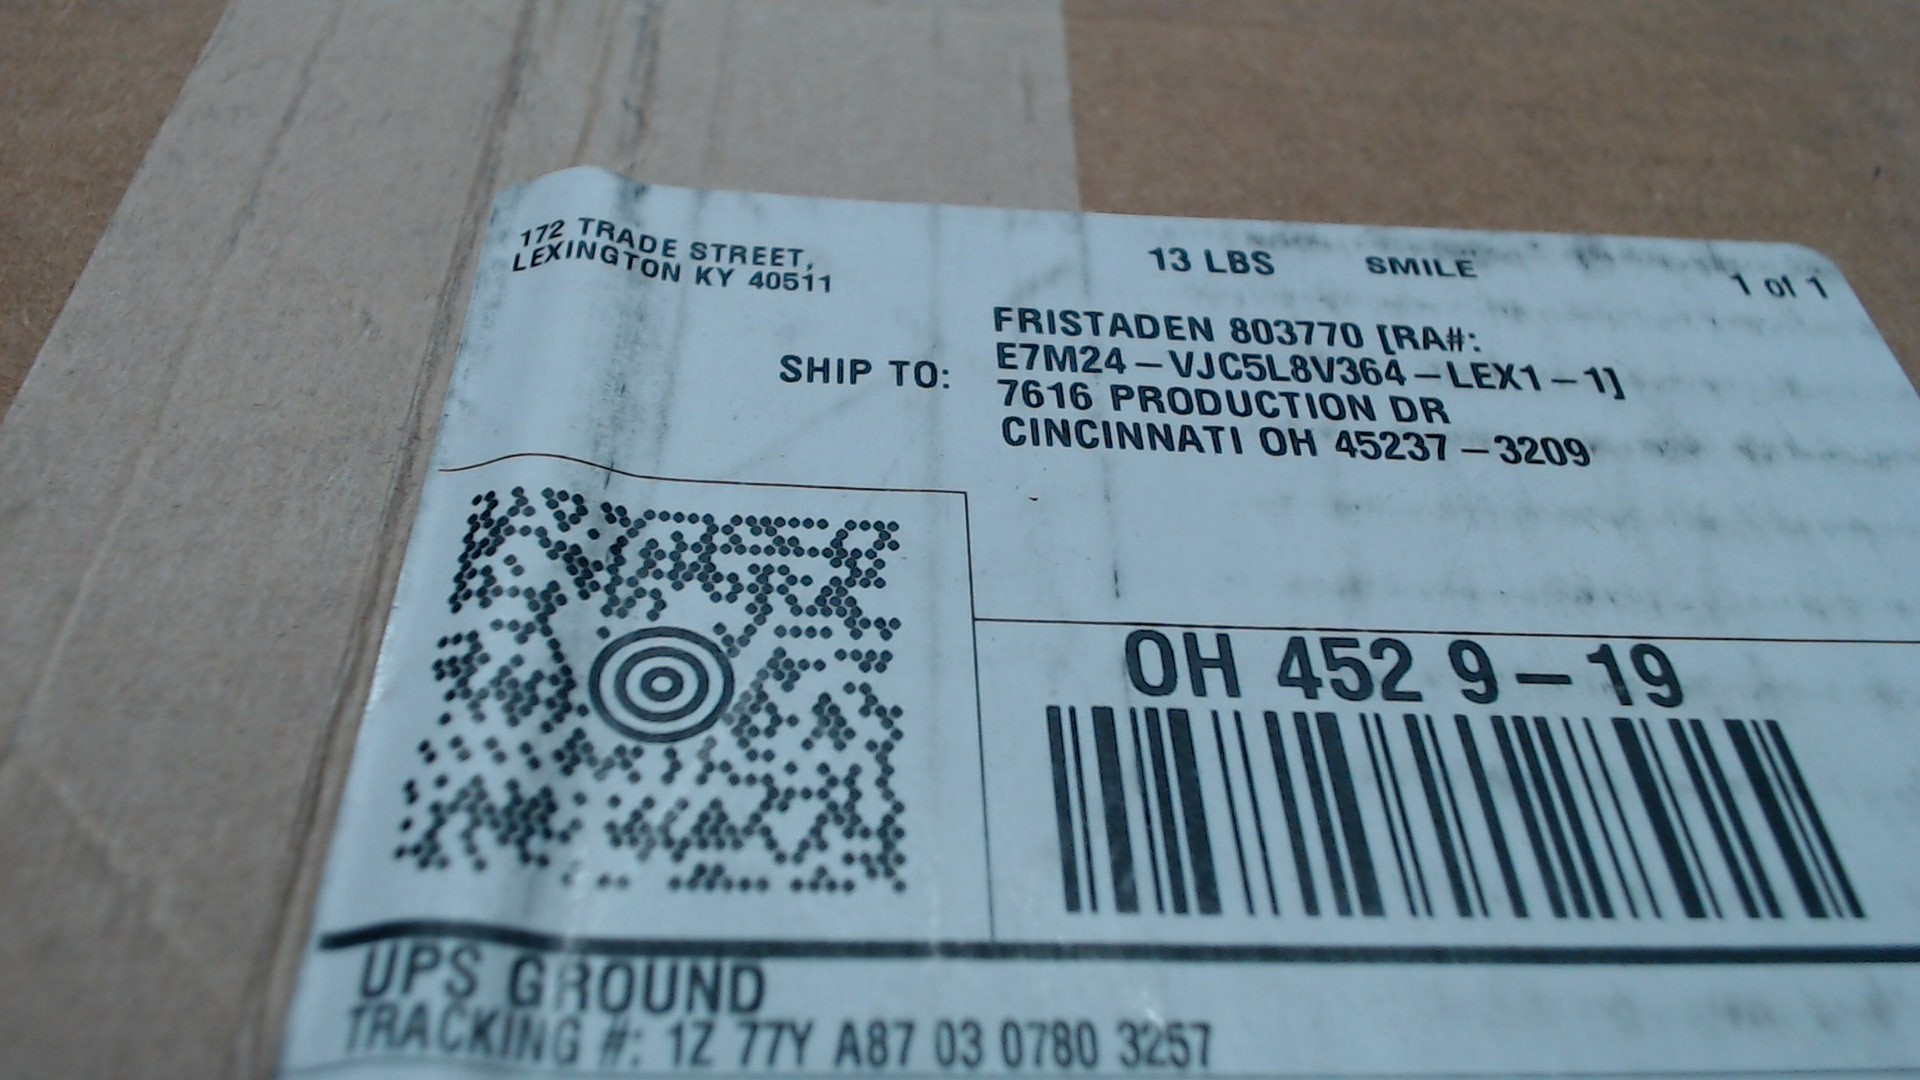 172 TRADE STREET,
LEXINGTON KY 40511
13 LBS SMILE 1 of 1
SHIP TO:
FRISTADEN 803770 [RA#:
E7M24-VJC5L8V364-LEX1-1]
7616 PRODUCTION DR
CINCINNATI OH 45237-3209
OH 452 9-19
UPS GROUND
TRACKING #: 1Z 77Y A87 03 0780 3257